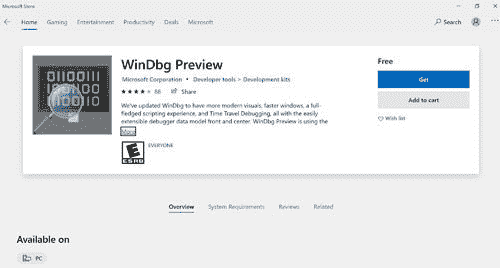 Microsoft Store
Home Gaming Entertainment Productivity Deals Microsoft Search
WinDbg Preview
Microsoft Corporation • Developer tools > Development kits
88 Share
We've updated WinDbg to have more modern visuals, faster windows, a full-
fledged scripting experience, and Time Travel Debugging, all with the easily
extensible debugger data model front and center. WinDbg Preview is using the
More
E
ESRB
EVERYONE
Free
Get
Add to cart
Wish list
Overview System Requirements Reviews Related
Available on
PC